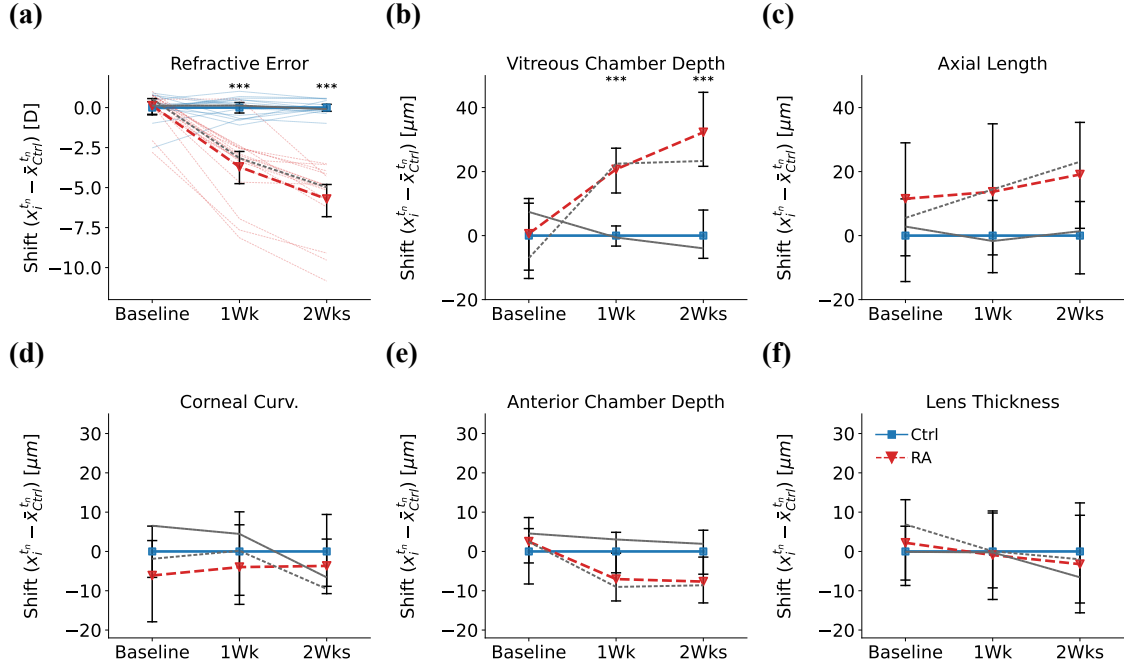 (a)
(b)
(c)
Refractive Error
Vitreous Chamber Depth
Axial Length
Shift (x_i^{t_n} − x̄_{Ctrl}^{t_n}) [D]
0.0
−2.5
−5.0
−7.5
−10.0
*** ***
Baseline 1Wk 2Wks
Shift (x_i^{t_n} − x̄_{Ctrl}^{t_n}) [μm]
40
20
0
−20
*** ***
Baseline 1Wk 2Wks
Shift (x_i^{t_n} − x̄_{Ctrl}^{t_n}) [μm]
40
20
0
−20
Baseline 1Wk 2Wks
(d)
(e)
(f)
Corneal Curv.
Anterior Chamber Depth
Lens Thickness
Shift (x_i^{t_n} − x̄_{Ctrl}^{t_n}) [μm]
30
20
10
0
−10
−20
Baseline 1Wk 2Wks
Shift (x_i^{t_n} − x̄_{Ctrl}^{t_n}) [μm]
30
20
10
0
−10
−20
Baseline 1Wk 2Wks
Shift (x_i^{t_n} − x̄_{Ctrl}^{t_n}) [μm]
30
20
10
0
−10
−20
Ctrl
RA
Baseline 1Wk 2Wks